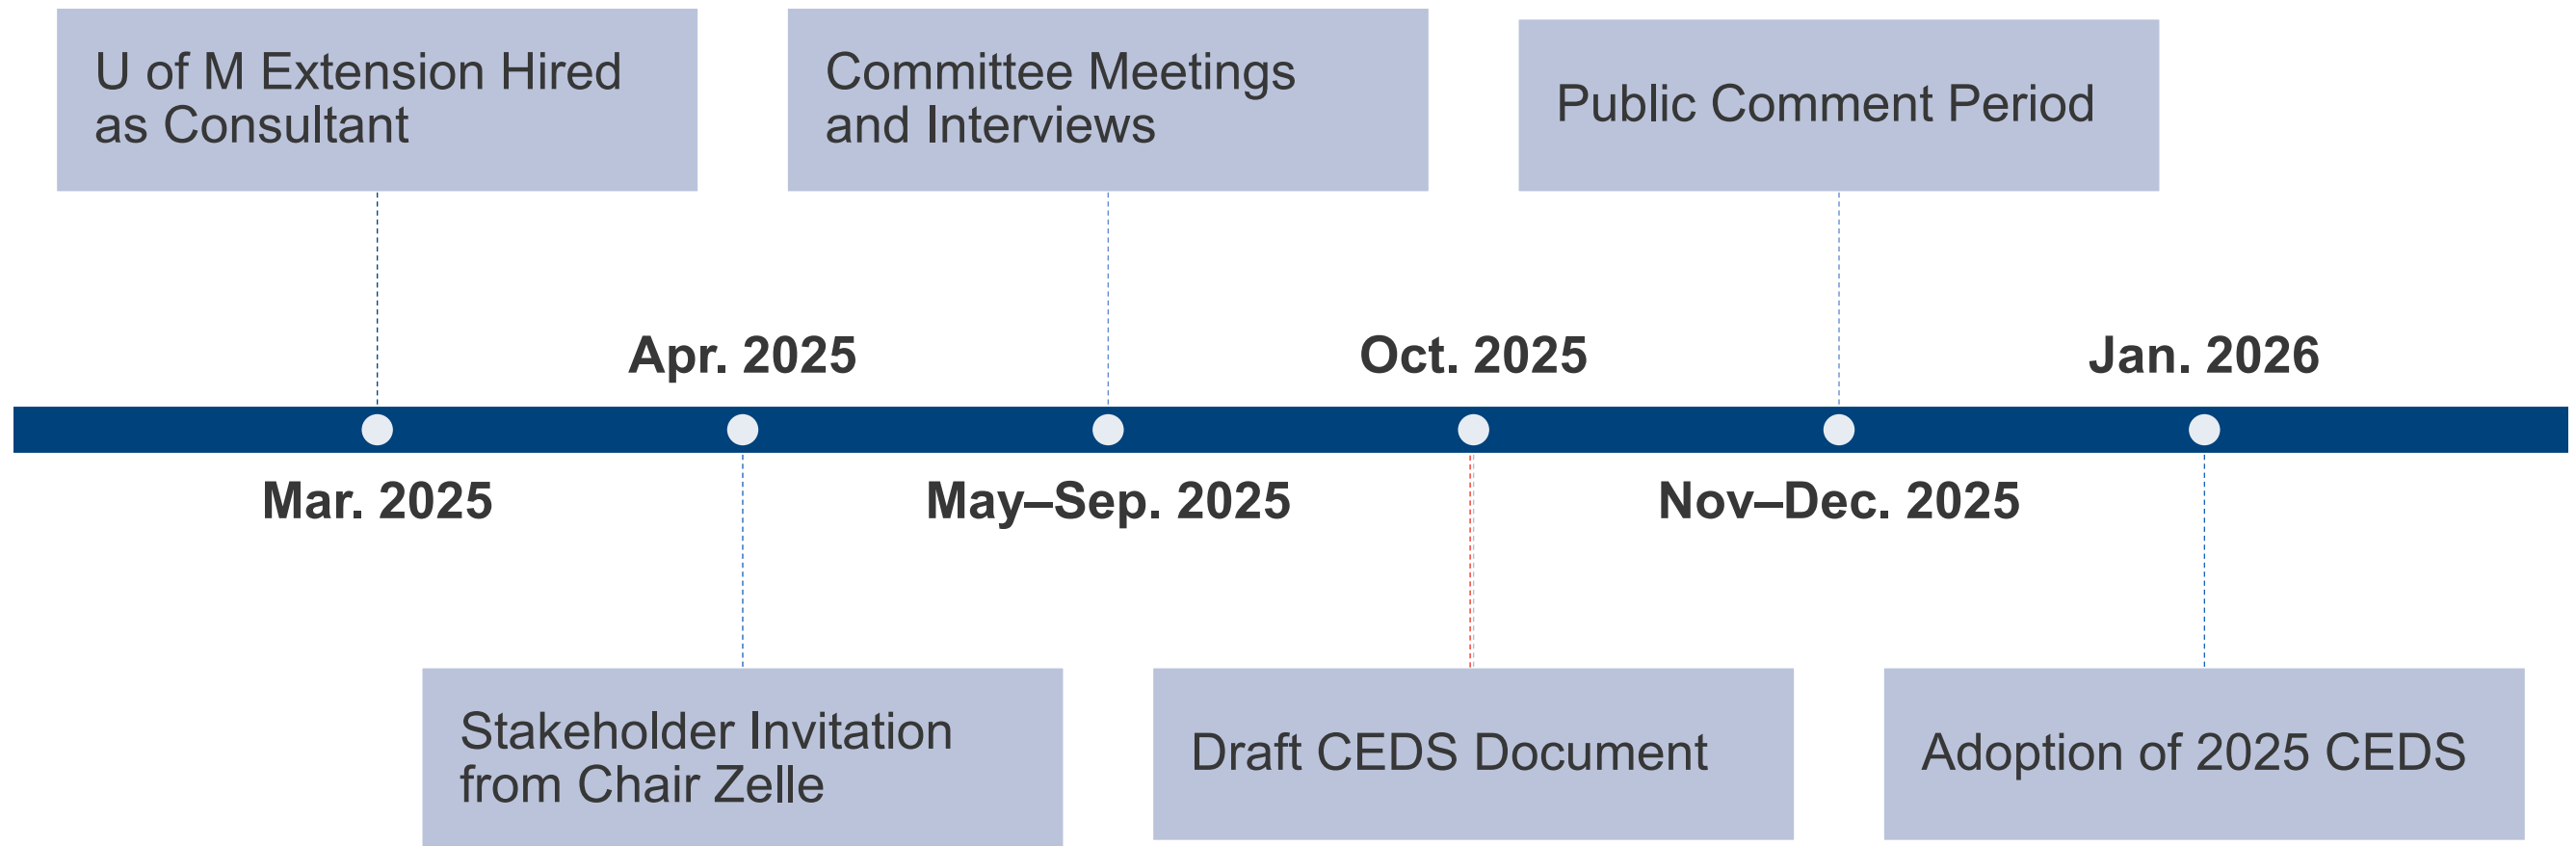 U of M Extension Hired
as Consultant
Committee Meetings
and Interviews
Public Comment Period
Apr. 2025
Oct. 2025
Jan. 2026
Mar. 2025
May–Sep. 2025
Nov–Dec. 2025
Stakeholder Invitation
from Chair Zelle
Draft CEDS Document
Adoption of 2025 CEDS